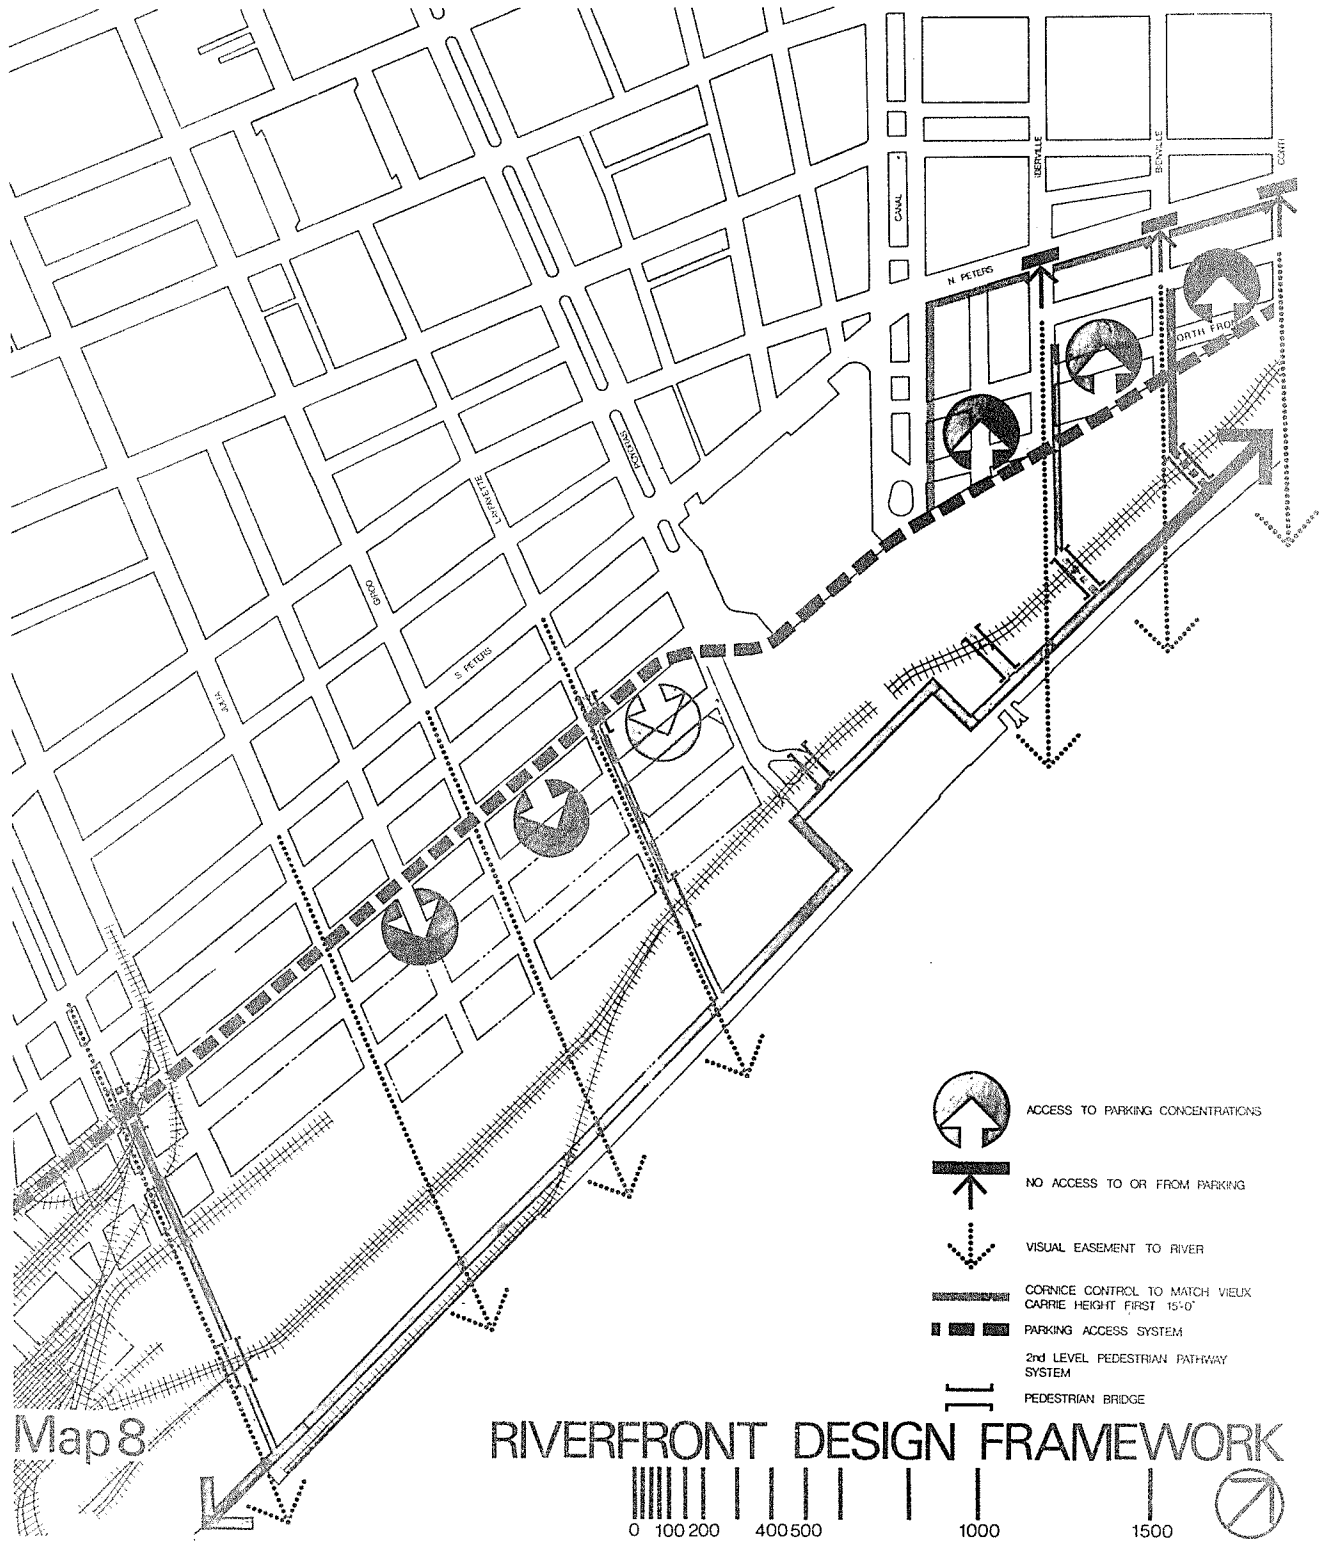 IBERVILLE
BIENVILLE
CONTI
CANAL
N. PETERS
NORTH FRONT
POYDRAS
LAFAYETTE
GIROD
S PETERS
JULIA
ACCESS TO PARKING CONCENTRATIONS
NO ACCESS TO OR FROM PARKING
VISUAL EASEMENT TO RIVER
CORNICE CONTROL TO MATCH VIEUX
CARRIE HEIGHT FIRST 15'-0"
PARKING ACCESS SYSTEM
2nd LEVEL PEDESTRIAN PATHWAY
SYSTEM
PEDESTRIAN BRIDGE
Map 8
RIVERFRONT DESIGN FRAMEWORK
0 100 200 400 500 1000 1500